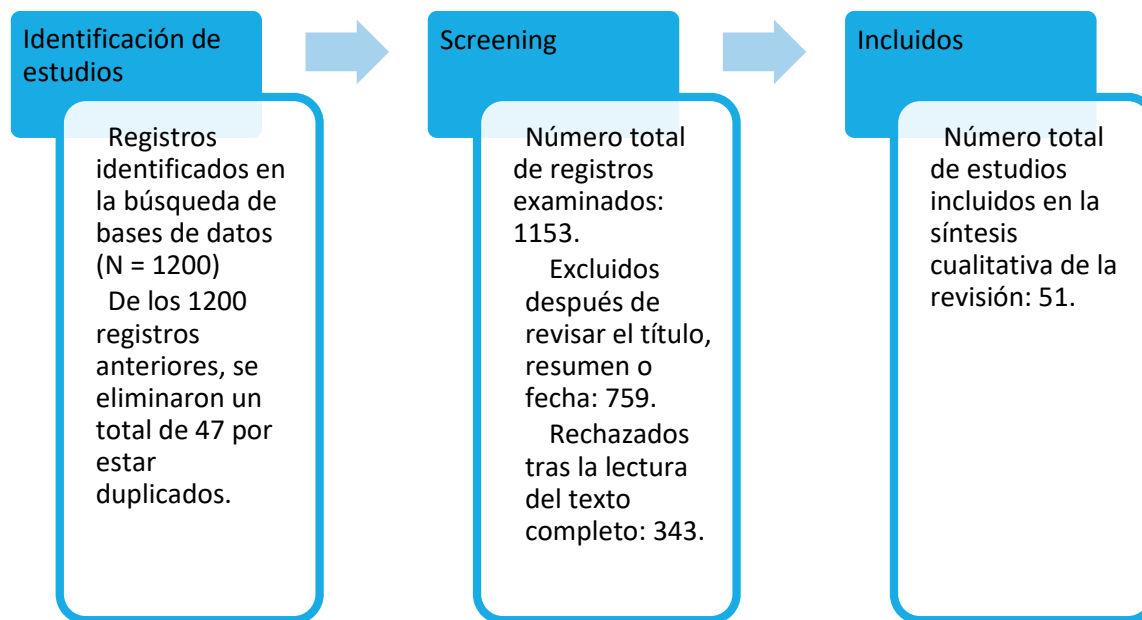 Identificación de
estudios
Registros
identificados en
la búsqueda de
bases de datos
(N = 1200)
De los 1200
registros
anteriores, se
eliminaron un
total de 47 por
estar
duplicados.
Screening
Número total
de registros
examinados:
1153.
Excluidos
después de
revisar el título,
resumen o
fecha: 759.
Rechazados
tras la lectura
del texto
completo: 343.
Incluidos
Número total
de estudios
incluidos en la
síntesis
cualitativa de la
revisión: 51.